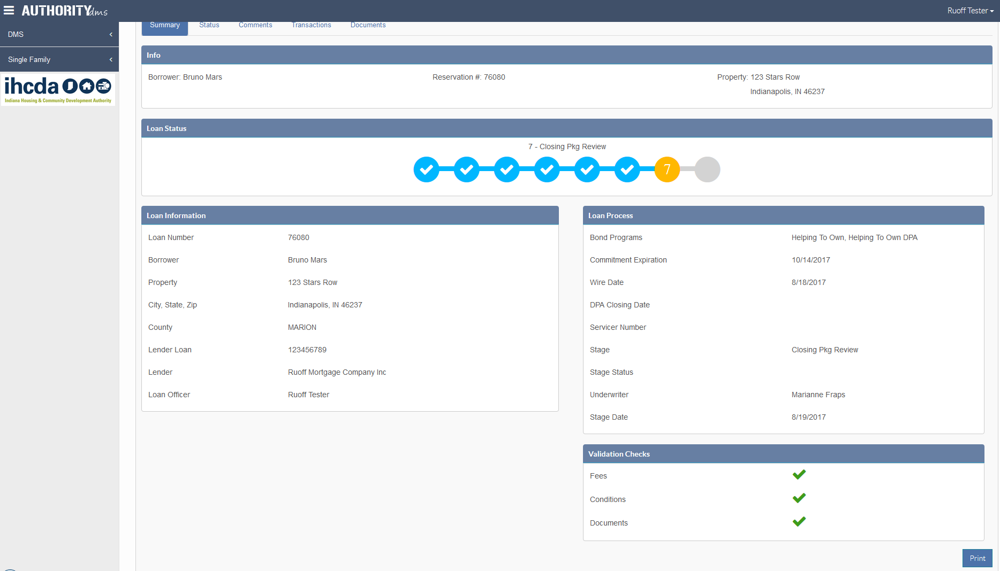 AUTHORITYdms
Ruoff Tester
DMS
Single Family
ihcda
Indiana Housing & Community Development Authority
Summary Status Comments Transactions Documents
Info
Borrower: Bruno Mars Reservation #: 76080 Property: 123 Stars Row
Indianapolis, IN 46237
Loan Status
7 - Closing Pkg Review
7
Loan Information
Loan Number 76080
Borrower Bruno Mars
Property 123 Stars Row
City, State, Zip Indianapolis, IN 46237
County MARION
Lender Loan 123456789
Lender Ruoff Mortgage Company Inc
Loan Officer Ruoff Tester
Loan Process
Bond Programs Helping To Own, Helping To Own DPA
Commitment Expiration 10/14/2017
Wire Date 8/18/2017
DPA Closing Date
Servicer Number
Stage Closing Pkg Review
Stage Status
Underwriter Marianne Fraps
Stage Date 8/19/2017
Validation Checks
Fees
Conditions
Documents
Print